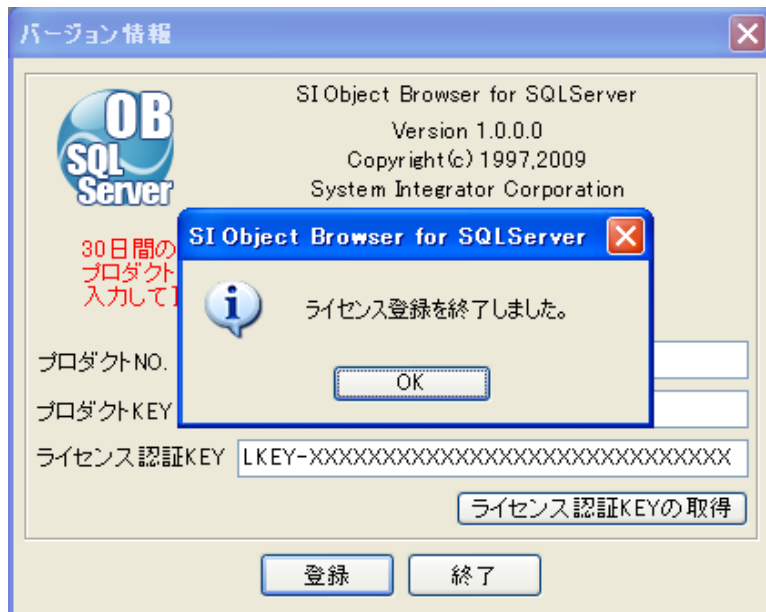 バージョン情報
OB
SQL
Server
SI Object Browser for SQLServer
Version 1.0.0.0
Copyright(c) 1997,2009
System Integrator Corporation
30日間の
プロダクト
入力して
SI Object Browser for SQLServer
ライセンス登録を終了しました。
OK
プロダクトNO.
プロダクトKEY
ライセンス認証KEY LKEY-XXXXXXXXXXXXXXXXXXXXXXXXXXXXX
ライセンス認証KEYの取得
登録 終了